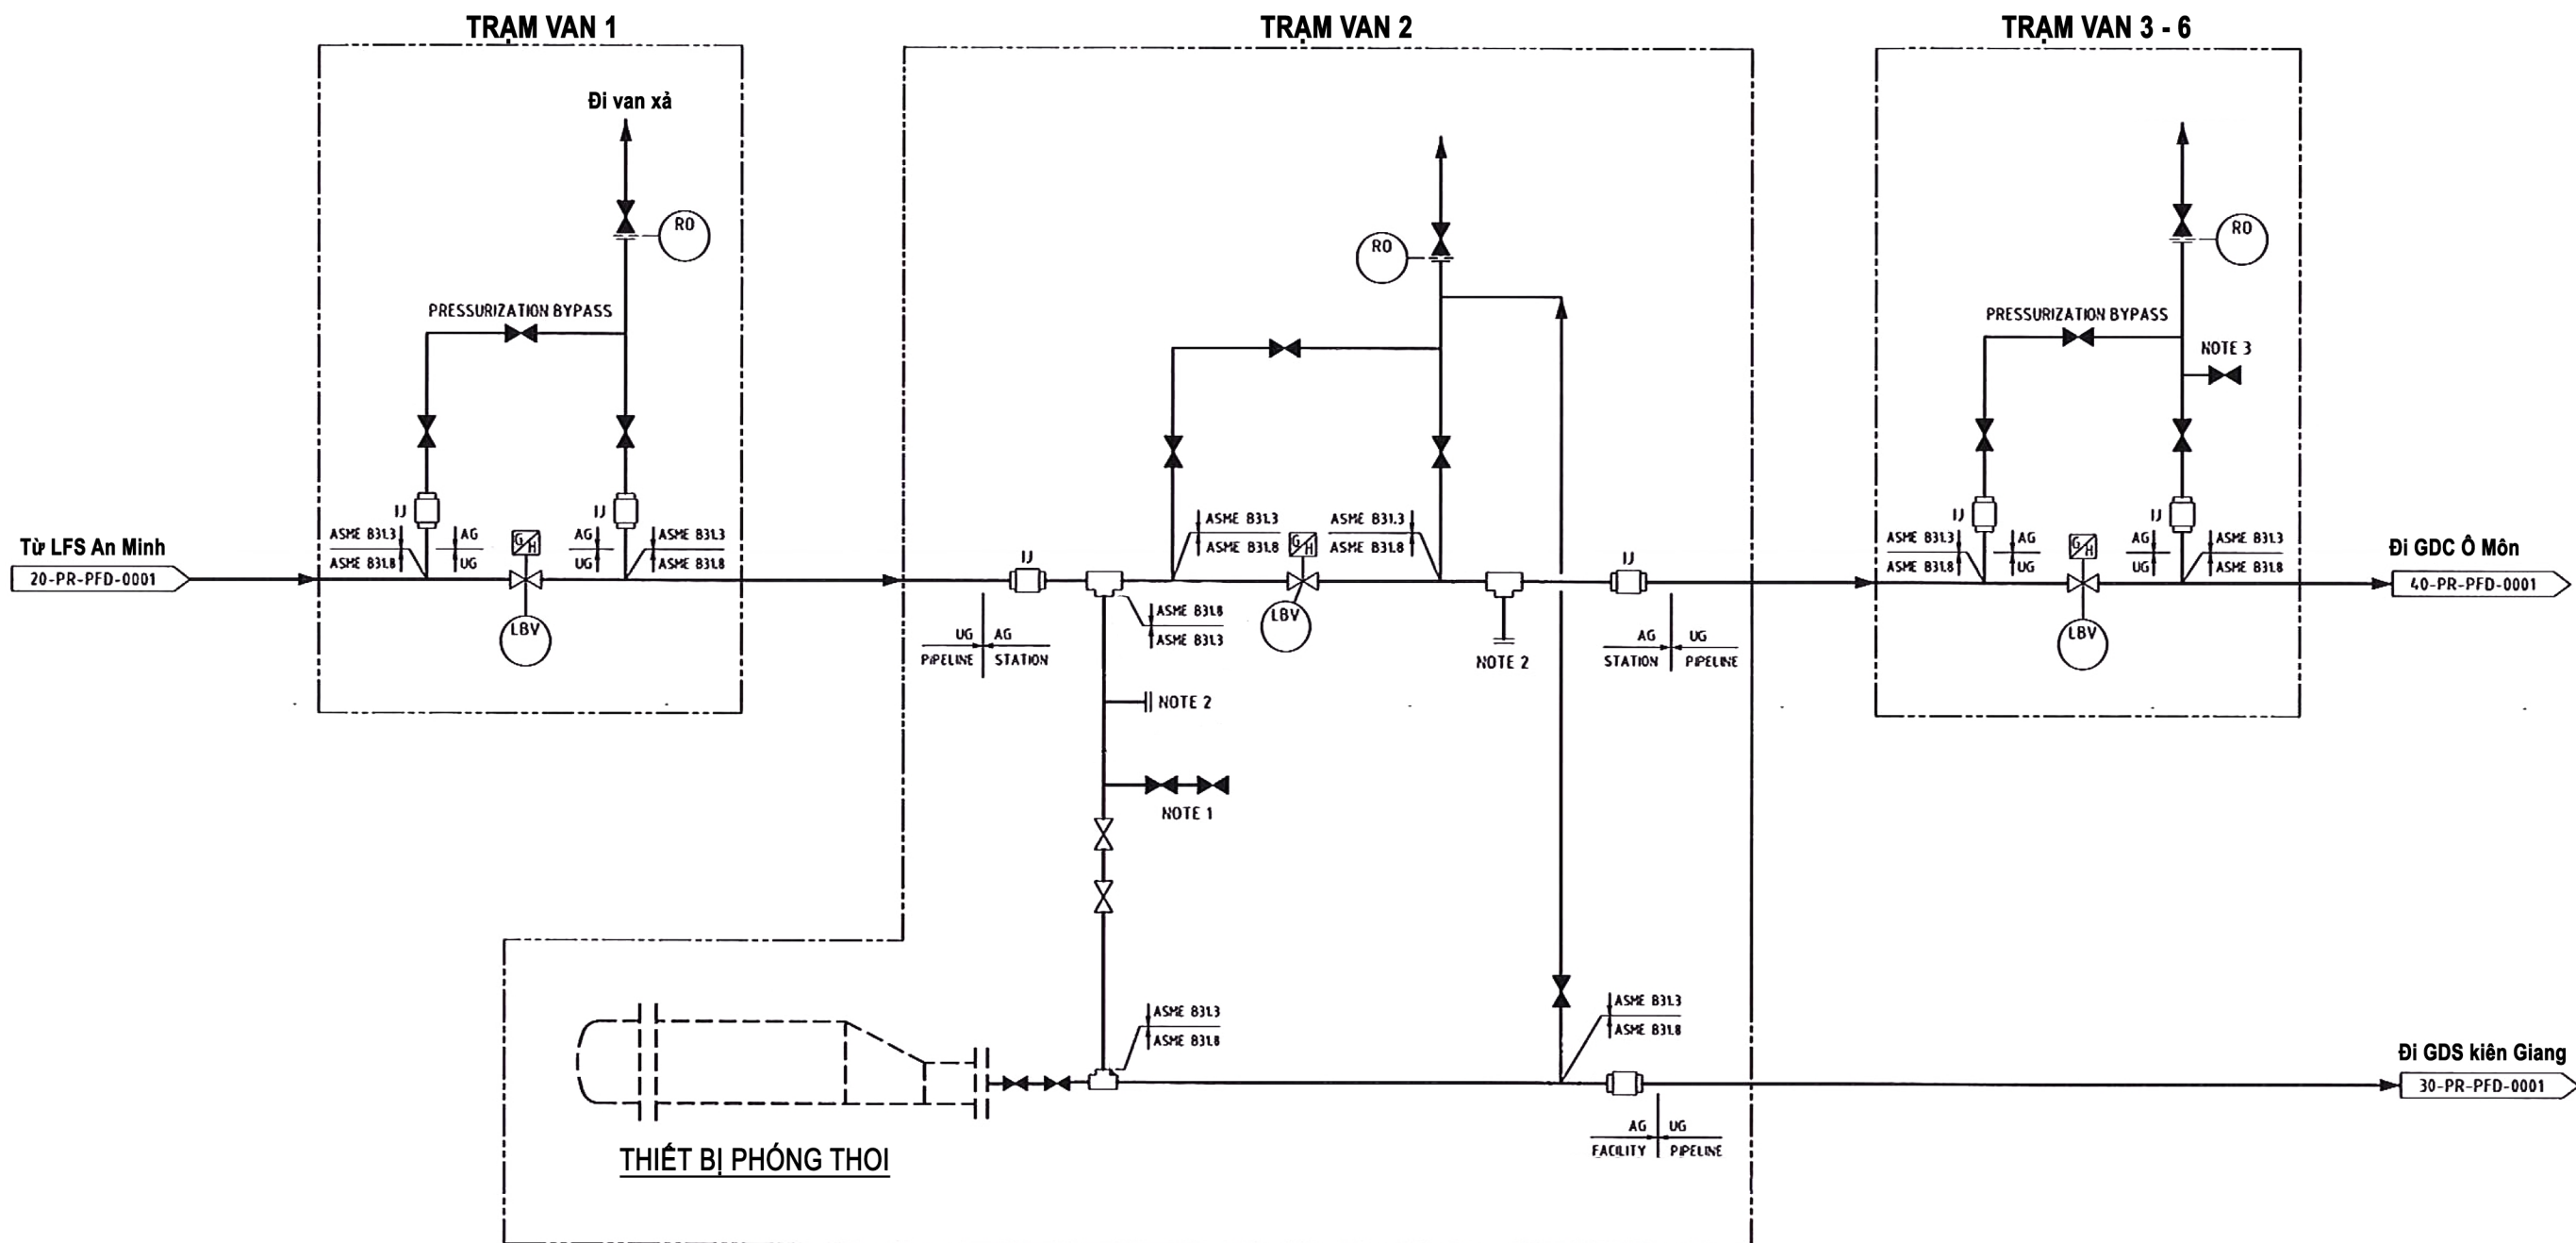 TRẠM VAN 1
TRẠM VAN 2
TRẠM VAN 3 - 6
Đi van xả
RO
PRESSURIZATION BYPASS
IJ
IJ
ASME B31.3
ASME B31.8
AG
UG
G/H
AG
UG
ASME B31.3
ASME B31.8
LBV
Từ LFS An Minh
20-PR-PFD-0001
RO
ASME B31.3
ASME B31.8
G/H
ASME B31.3
ASME B31.8
LBV
IJ
IJ
UG
AG
PIPELINE
STATION
ASME B31.8
ASME B31.3
NOTE 2
AG
UG
STATION
PIPELINE
NOTE 2
NOTE 1
ASME B31.3
ASME B31.8
ASME B31.3
ASME B31.8
AG
UG
FACILITY
PIPELINE
THIẾT BỊ PHÓNG THOI
RO
PRESSURIZATION BYPASS
NOTE 3
IJ
IJ
ASME B31.3
ASME B31.8
AG
UG
G/H
AG
UG
ASME B31.3
ASME B31.8
LBV
Đi GDC Ô Môn
40-PR-PFD-0001
Đi GDS kiên Giang
30-PR-PFD-0001